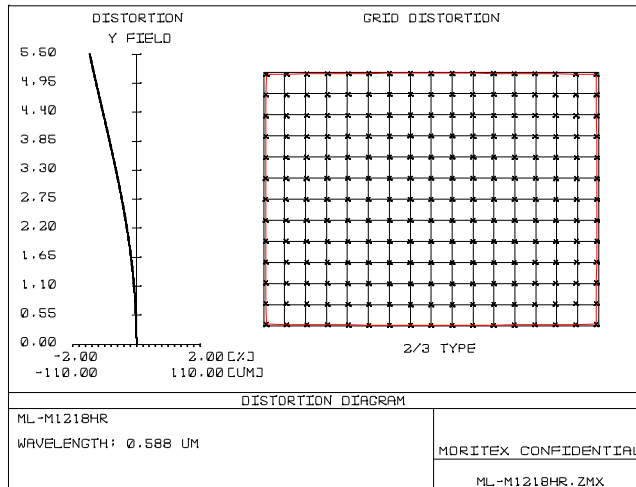 DISTORTION
Y FIELD
5.50
4.95
4.40
3.85
3.30
2.75
2.20
1.65
1.10
0.55
0.00
-2.00 2.00 [%]
-110.00 110.00 [UM]
GRID DISTORTION
2/3 TYPE
DISTORTION DIAGRAM
ML-M1218HR
WAVELENGTH: 0.588 UM
MORITEX CONFIDENTIAL
ML-M1218HR.ZMX